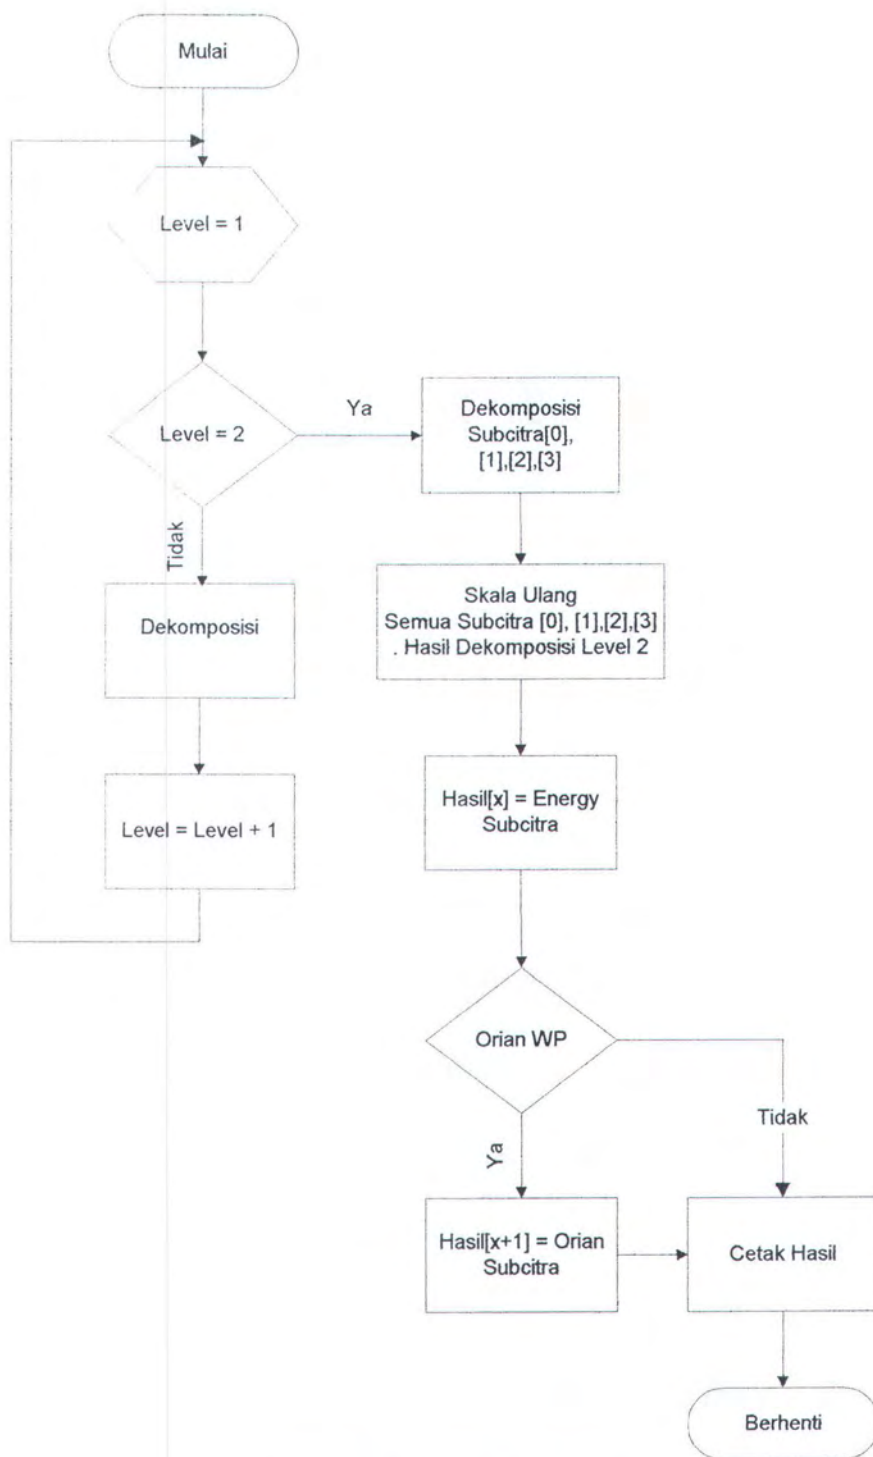 Mulai
Level = 1
Level = 2
Ya
Tidak
Dekomposisi
Level = Level + 1
Dekomposisi
Subcitra[0],
[1],[2],[3]
Skala Ulang
Semua Subcitra [0], [1],[2],[3]
. Hasil Dekomposisi Level 2
Hasil[x] = Energy
Subcitra
Orian WP
Tidak
Ya
Hasil[x+1] = Orian
Subcitra
Cetak Hasil
Berhenti